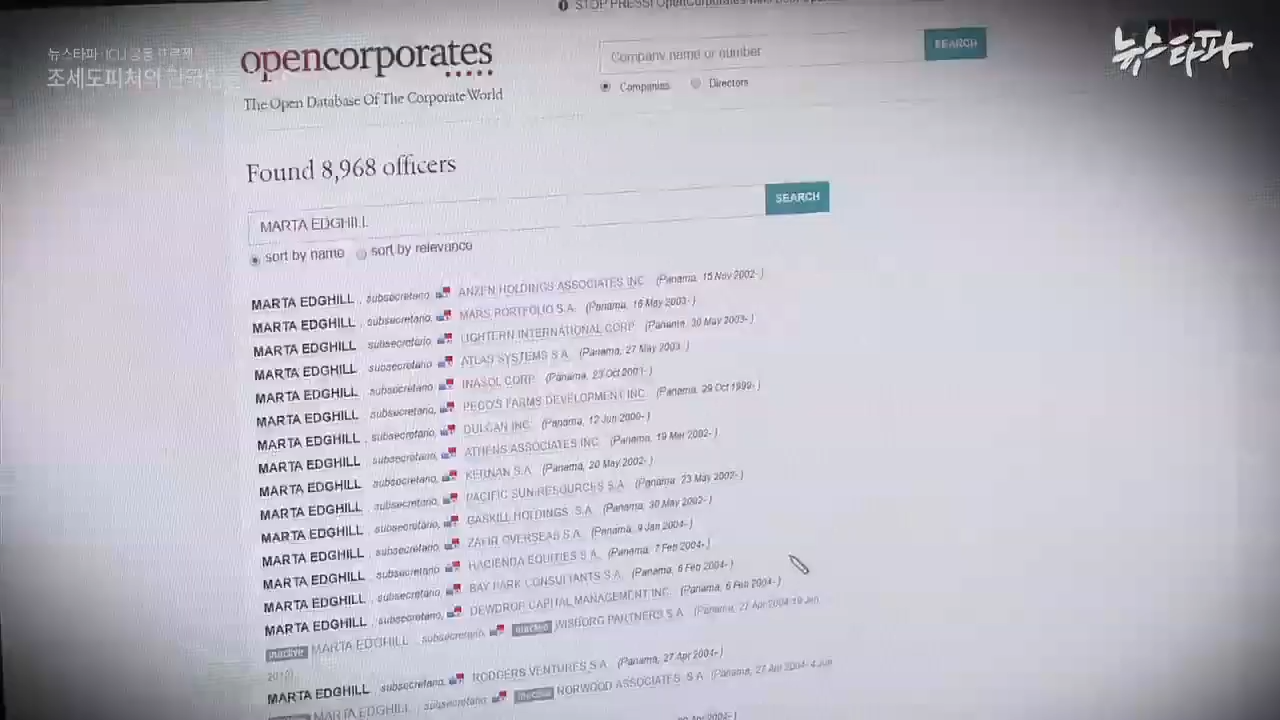 STOP PRESS! OpenCorporates
뉴스타파 · ICIJ 공동 프로젝
조세도피처의 한국인
opencorporates
The Open Database Of The Corporate World
Company name or number
SEARCH
Companies
Directors
뉴스타파
Found 8,968 officers
MARTA EDGHILL
SEARCH
sort by name
sort by relevance
MARTA EDGHILL , subsecretario, ANZEN HOLDINGS ASSOCIATES INC. (Panama, 15 Nov 2002- )
MARTA EDGHILL , subsecretario, MARS PORTFOLIO S.A. (Panama, 16 May 2003- )
MARTA EDGHILL , subsecretario, LIGHTERN INTERNATIONAL CORP. (Panama, 30 May 2003- )
MARTA EDGHILL , subsecretario, ATLAS SYSTEMS S.A. (Panama, 27 May 2003- )
MARTA EDGHILL , subsecretario, INASOL CORP. (Panama, 23 Oct 2001- )
MARTA EDGHILL , subsecretario, PECO'S FARMS DEVELOPMENT INC. (Panama, 29 Oct 1999- )
MARTA EDGHILL , subsecretario, DULCAN INC. (Panama, 12 Jun 2000- )
MARTA EDGHILL , subsecretario, ATHENS ASSOCIATES INC. (Panama, 19 Mar 2002- )
MARTA EDGHILL , subsecretario, KERNAN S.A. (Panama, 20 May 2002- )
MARTA EDGHILL , subsecretario, PACIFIC SUN RESOURCES S.A. (Panama, 23 May 2002- )
MARTA EDGHILL , subsecretario, GASKILL HOLDINGS, S.A. (Panama, 30 May 2002- )
MARTA EDGHILL , subsecretario, ZAFIR OVERSEAS S.A. (Panama, 9 Jan 2004- )
MARTA EDGHILL , subsecretario, HACIENDA EQUITIES S.A. (Panama, 7 Feb 2004- )
MARTA EDGHILL , subsecretario, BAY PARK CONSULTANTS S.A. (Panama, 6 Feb 2004- )
MARTA EDGHILL , subsecretario, DEWDROP CAPITAL MANAGEMENT INC. (Panama, 6 Feb 2004- )
inactive MARTA EDGHILL , subsecretario, inactive WISBORG PARTNERS S.A. (Panama, 27 Apr 2004-19 Jan
MARTA EDGHILL , subsecretario, RODGERS VENTURES S.A. (Panama, 27 Apr 2004- )
MARTA EDGHILL , subsecretario, inactive NORWOOD ASSOCIATES, S.A. (Panama, 27 Apr 2004-4 Jun